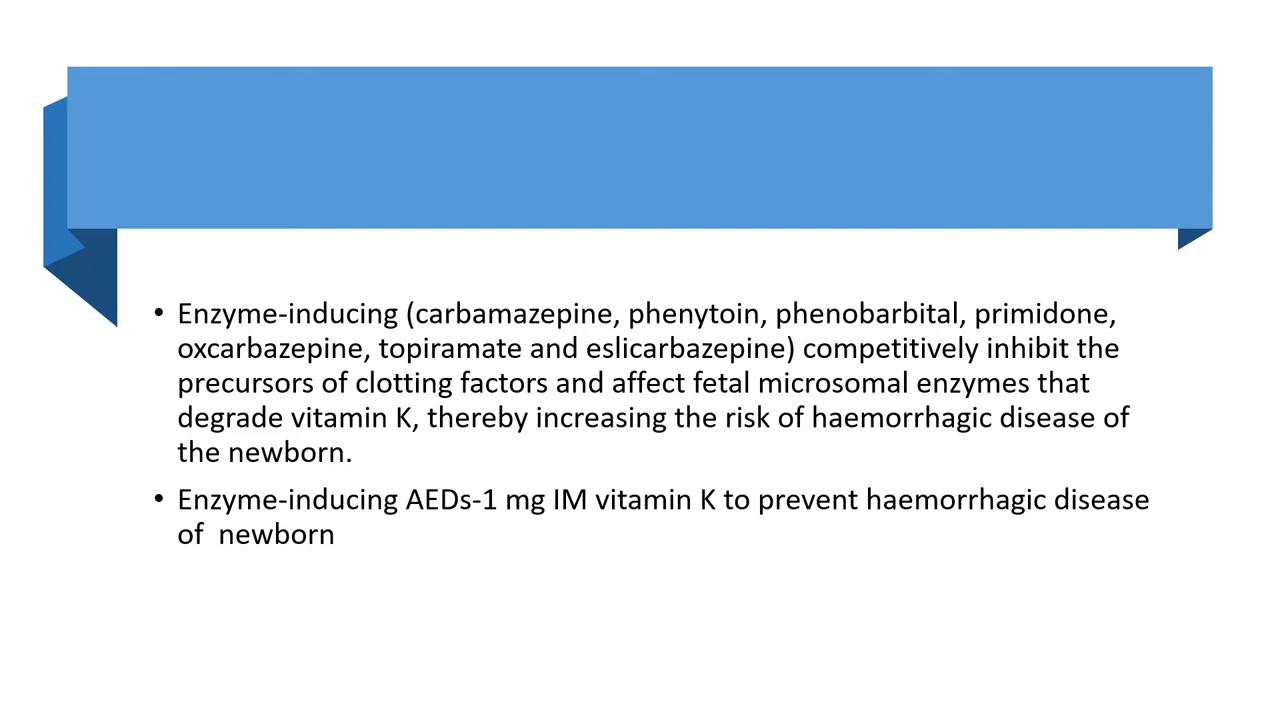 • Enzyme-inducing (carbamazepine, phenytoin, phenobarbital, primidone,
oxcarbazepine, topiramate and eslicarbazepine) competitively inhibit the
precursors of clotting factors and affect fetal microsomal enzymes that
degrade vitamin K, thereby increasing the risk of haemorrhagic disease of
the newborn.
• Enzyme-inducing AEDs-1 mg IM vitamin K to prevent haemorrhagic disease
of  newborn